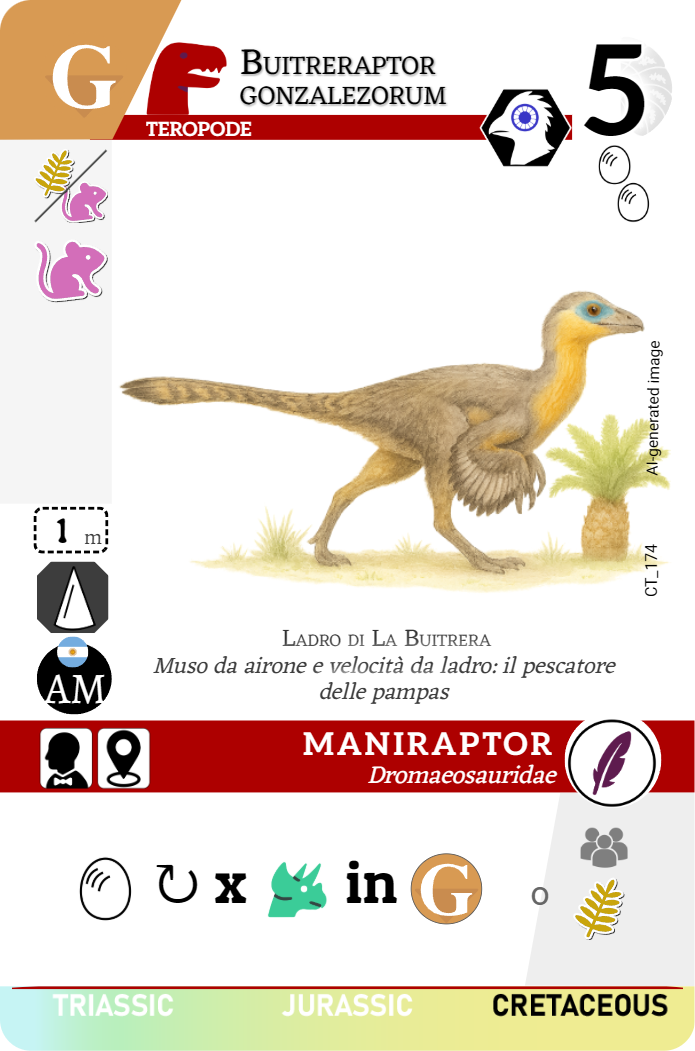 G
BUITRERAPTOR
GONZALEZORUM
5
TEROPODE
AI-generated image
1 m
CT_174
AM
LADRO DI LA BUITRERA
Muso da airone e velocità da ladro: il pescatore
delle pampas
MANIRAPTOR
Dromaeosauridae
x in G o
TRIASSIC JURASSIC CRETACEOUS